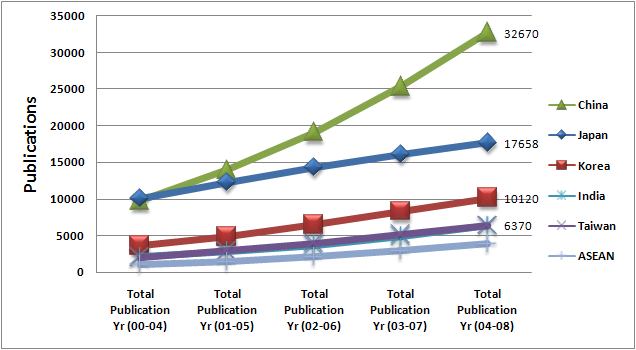 35000
30000
25000
20000
15000
10000
5000
0
Publications
32670
17658
10120
6370
China
Japan
Korea
India
Taiwan
ASEAN
Total
Publication
Yr (00-04)
Total
Publication
Yr (01-05)
Total
Publication
Yr (02-06)
Total
Publication
Yr (03-07)
Total
Publication
Yr (04-08)